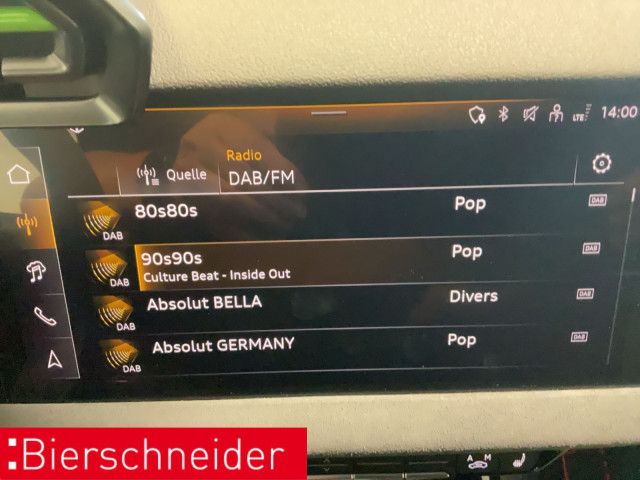 LTE 14:00
Radio
Quelle DAB/FM
80s80s Pop DAB
DAB
90s90s Pop DAB
Culture Beat - Inside Out
DAB
Absolut BELLA Divers DAB
DAB
Absolut GERMANY Pop DAB
DAB
:Bierschneider
A M